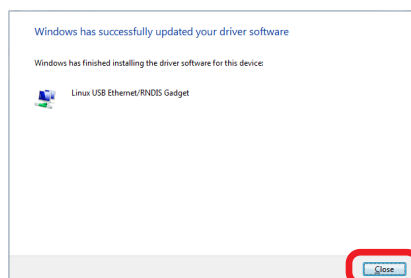 Windows has successfully updated your driver software
Windows has finished installing the driver software for this device:
Linux USB Ethernet/RNDIS Gadget
Close